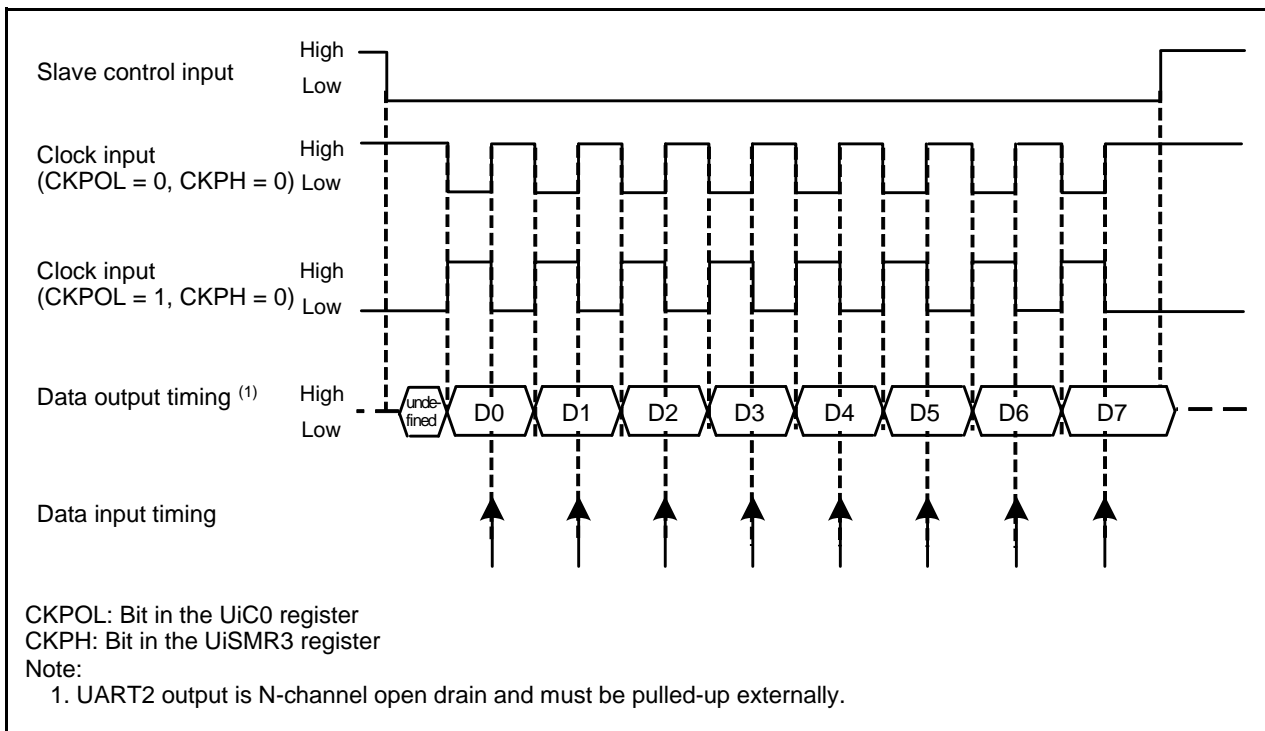 Slave control input
High
Low
Clock input
(CKPOL = 0, CKPH = 0)
High
Low
Clock input
(CKPOL = 1, CKPH = 0)
High
Low
Data output timing (1)
High
Low
unde-
fined
D0 D1 D2 D3 D4 D5 D6 D7
Data input timing
CKPOL: Bit in the UiC0 register
CKPH: Bit in the UiSMR3 register
Note:
1. UART2 output is N-channel open drain and must be pulled-up externally.